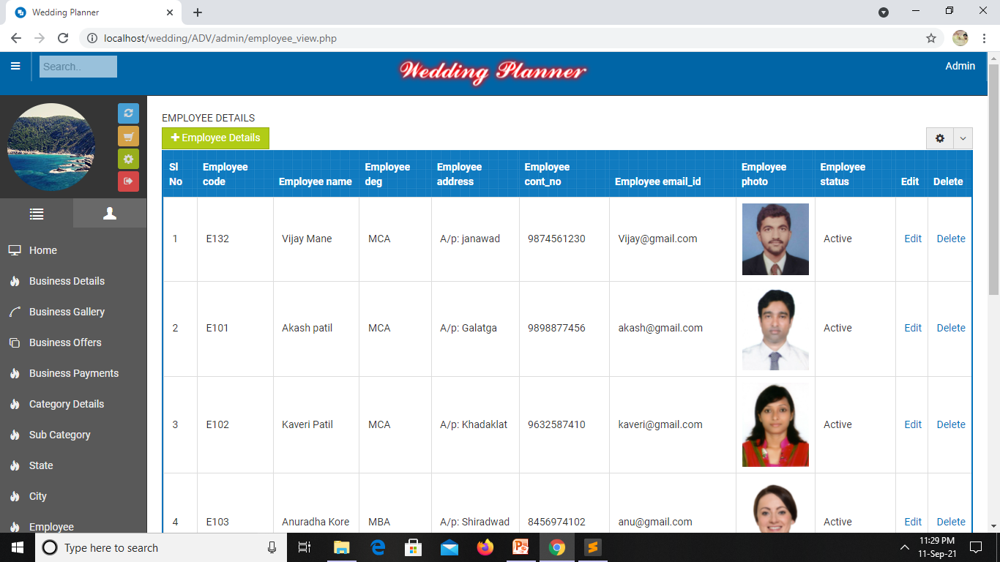 Wedding Planner
localhost/wedding/ADV/admin/employee_view.php
Search..
Wedding Planner
Admin
EMPLOYEE DETAILS
Employee Details
Sl No Employee code Employee name Employee deg Employee address Employee cont_no Employee email_id Employee photo Employee status Edit Delete
1 E132 Vijay Mane MCA A/p: janawad 9874561230 Vijay@gmail.com Active Edit Delete
2 E101 Akash patil MCA A/p: Galatga 9898877456 akash@gmail.com Active Edit Delete
3 E102 Kaveri Patil MCA A/p: Khadaklat 9632587410 kaveri@gmail.com Active Edit Delete
4 E103 Anuradha Kore MBA A/p: Shiradwad 8456974102 anu@gmail.com Active Edit Delete
Home
Business Details
Business Gallery
Business Offers
Business Payments
Category Details
Sub Category
State
City
Employee
Type here to search
11:29 PM
11-Sep-21